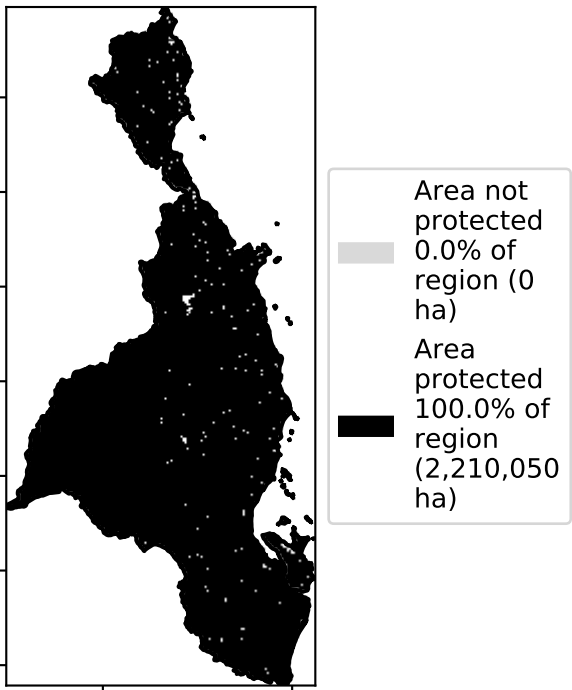 Area not
protected
0.0% of
region (0
ha)
Area
protected
100.0% of
region
(2,210,050
ha)